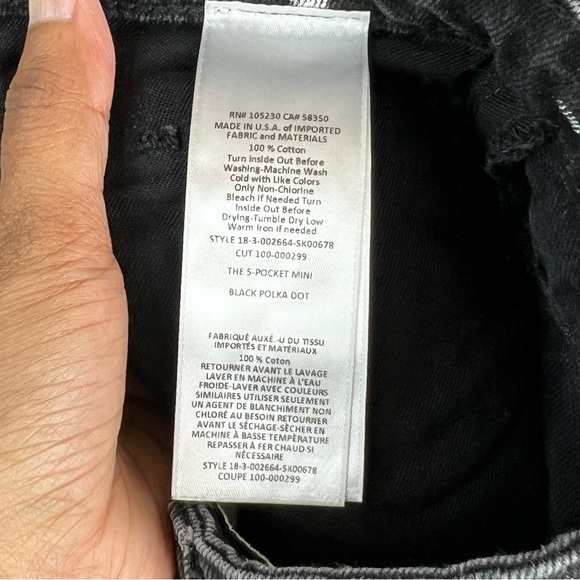 RN# 105230 CA# 58350
MADE IN U.S.A. of IMPORTED
FABRIC and MATERIALS
100 % Cotton
Turn Inside Out Before
Washing-Machine Wash
Cold with Like Colors
Only Non-Chlorine
Bleach if Needed Turn
Inside Out Before
Drying-Tumble Dry Low
Warm Iron if needed
STYLE 18-3-002664-SK00678
CUT 100-000299
THE 5-POCKET MINI
BLACK POLKA DOT
FABRIQUÉ AUXÉ.-U DU TISSU
IMPORTÉS ET MATÉRIAUX
100 % Coton
RETOURNER AVANT LE LAVAGE
LAVER EN MACHINE À L'EAU
FROIDE-LAVER AVEC COULEURS
SIMILAIRES UTILISER SEULEMENT
UN AGENT DE BLANCHIMENT NON
CHLORÉ AU BESOIN RETOURNER
AVANT LE SÉCHAGE-SÉCHER EN
MACHINE À BASSE TEMPÉRATURE
REPASSER À FER CHAUD SI
NÉCESSAIRE
STYLE 18-3-002664-SK00678
COUPE 100-000299